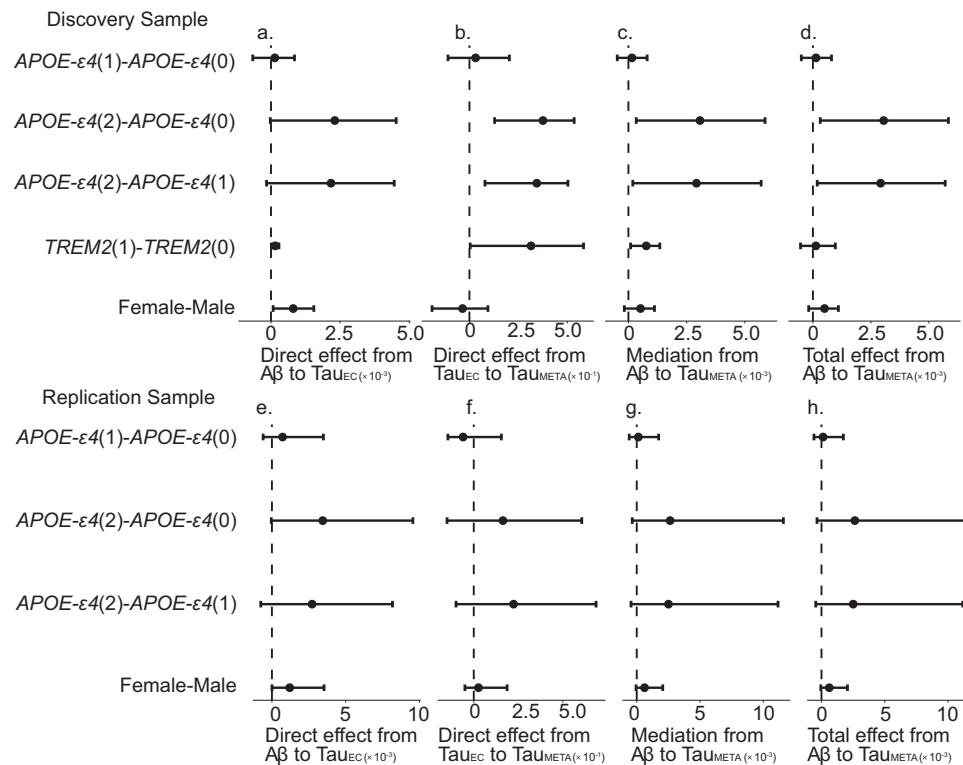 Discovery Sample
a. b. c. d.
APOE-ε4(1)-APOE-ε4(0)
APOE-ε4(2)-APOE-ε4(0)
APOE-ε4(2)-APOE-ε4(1)
TREM2(1)-TREM2(0)
Female-Male
0 2.5 5.0 0 2.5 5.0 0 5.0 0 5.0
Direct effect from Direct effect from Mediation from Total effect from
Aβ to TauEC(×10-3) TauEC to TauMETA(×10-1) Aβ to TauMETA(×10-3) Aβ to TauMETA(×10-3)
Replication Sample
e. f. g. h.
APOE-ε4(1)-APOE-ε4(0)
APOE-ε4(2)-APOE-ε4(0)
APOE-ε4(2)-APOE-ε4(1)
Female-Male
0 5 10 0 2.5 5.0 0 5 10 0 5 10
Direct effect from Direct effect from Mediation from Total effect from
Aβ to TauEC(×10-3) TauEC to TauMETA(×10-1) Aβ to TauMETA(×10-3) Aβ to TauMETA(×10-3)